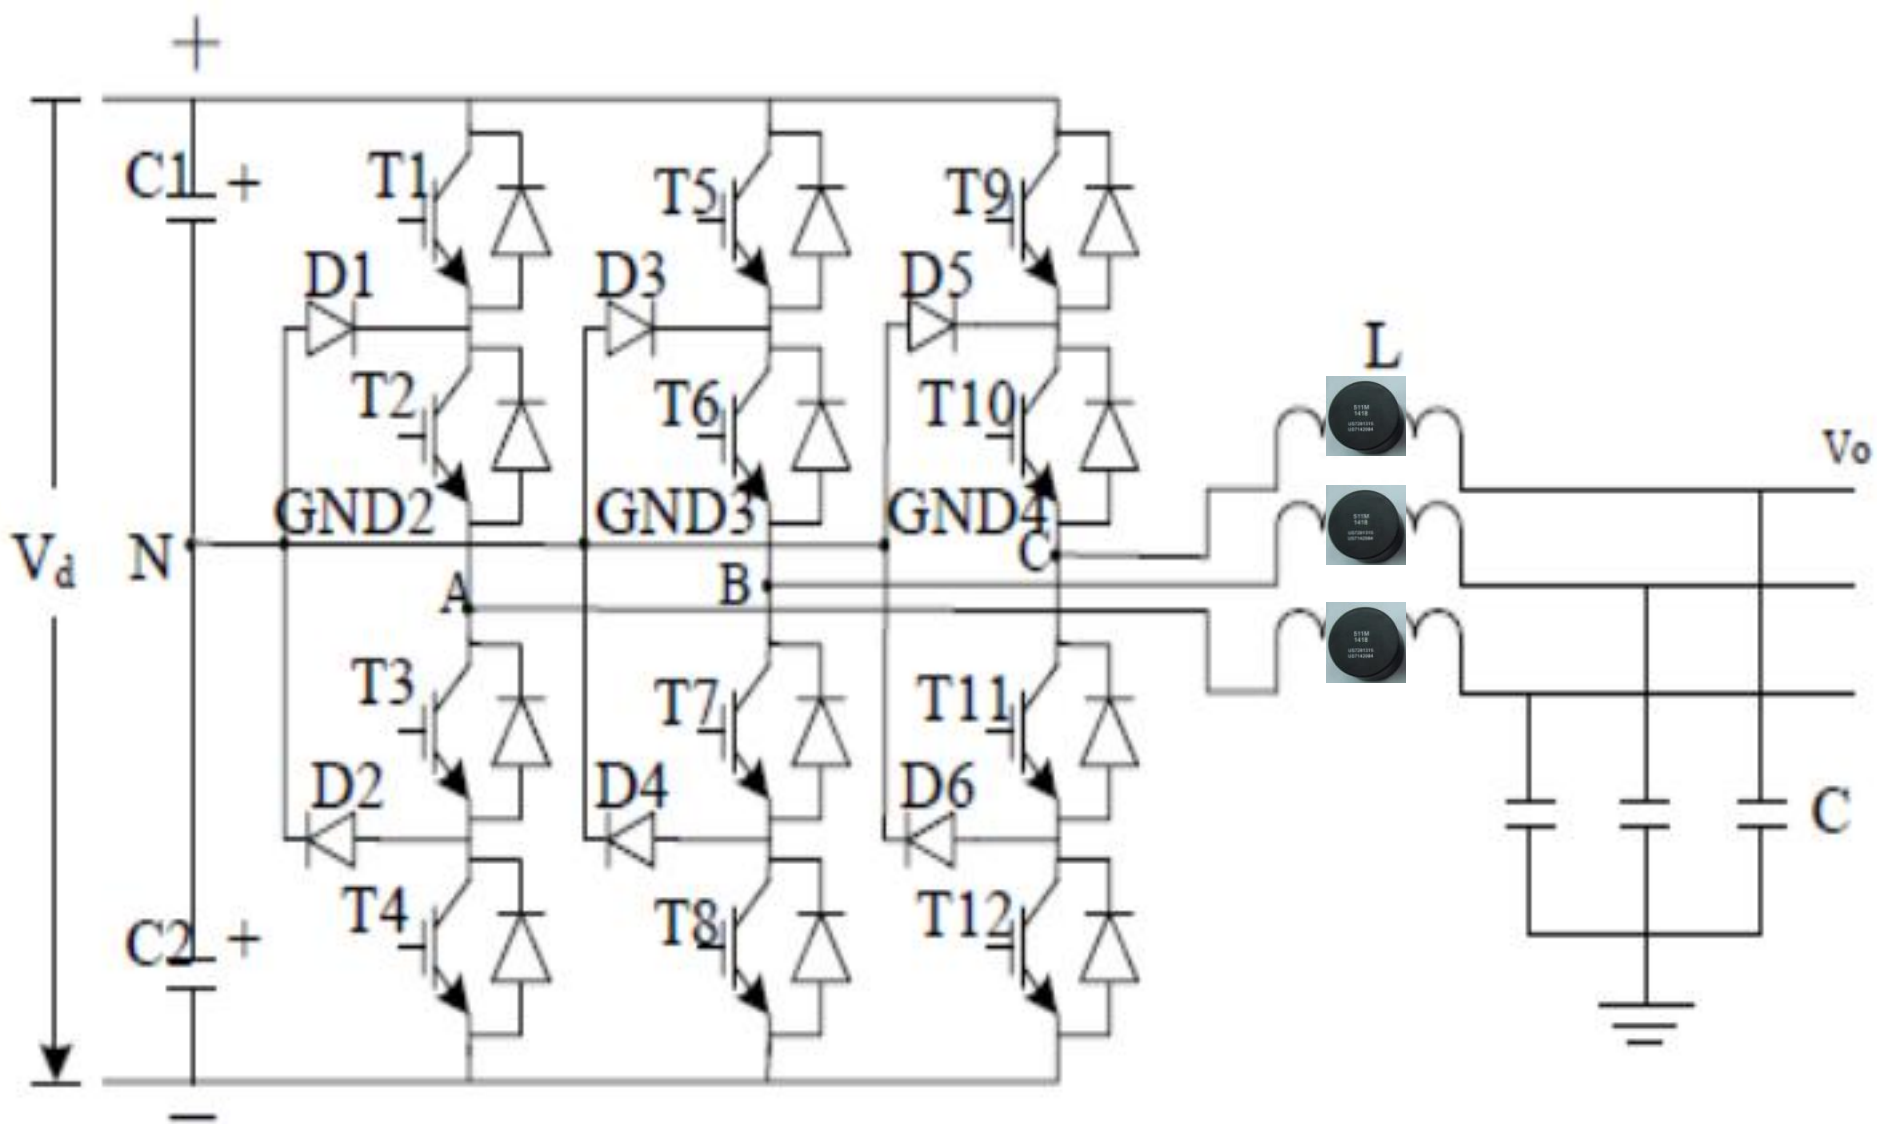 +
C1 +
T1
T5
T9
D1
D3
D5
L
T2
T6
T10
Vo
GND2
GND3
GND4
Vd
N
A
B
C
T3
T7
T11
D2
D4
D6
C
T4
T8
T12
C2 +
−